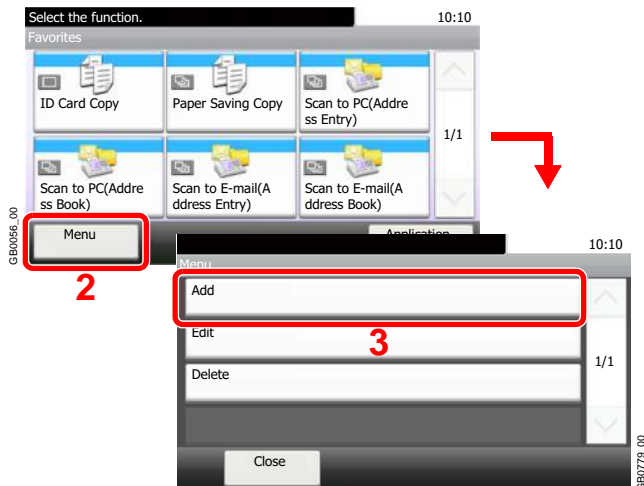 Select the function.
10:10
Favorites
ID Card Copy
Paper Saving Copy
Scan to PC(Addre
ss Entry)
1/1
Scan to PC(Addre
ss Book)
Scan to E-mail(A
ddress Entry)
Scan to E-mail(A
ddress Book)
Menu
Application
GB0056_00
2
10:10
Menu
Add
Edit
3
1/1
Delete
Close
GB0779_00